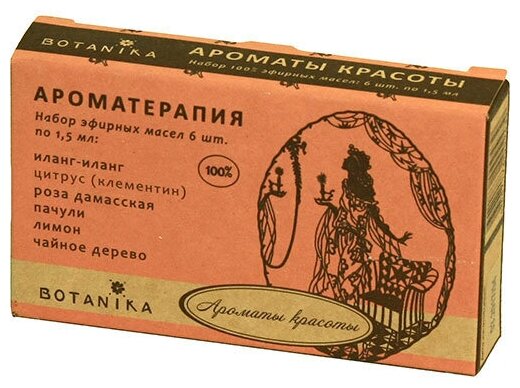 BOTANIKA
АРОМАТЫ КРАСОТЫ
Набор 100% эфирных масел: 6 шт. по 1,5 мл
АРОМАТЕРАПИЯ
Набор эфирных масел 6 шт.
по 1,5 мл:
иланг-иланг
цитрус (клементин)
роза дамасская
пачули
лимон
чайное дерево
100%
BOTANIKA
Ароматы красоты